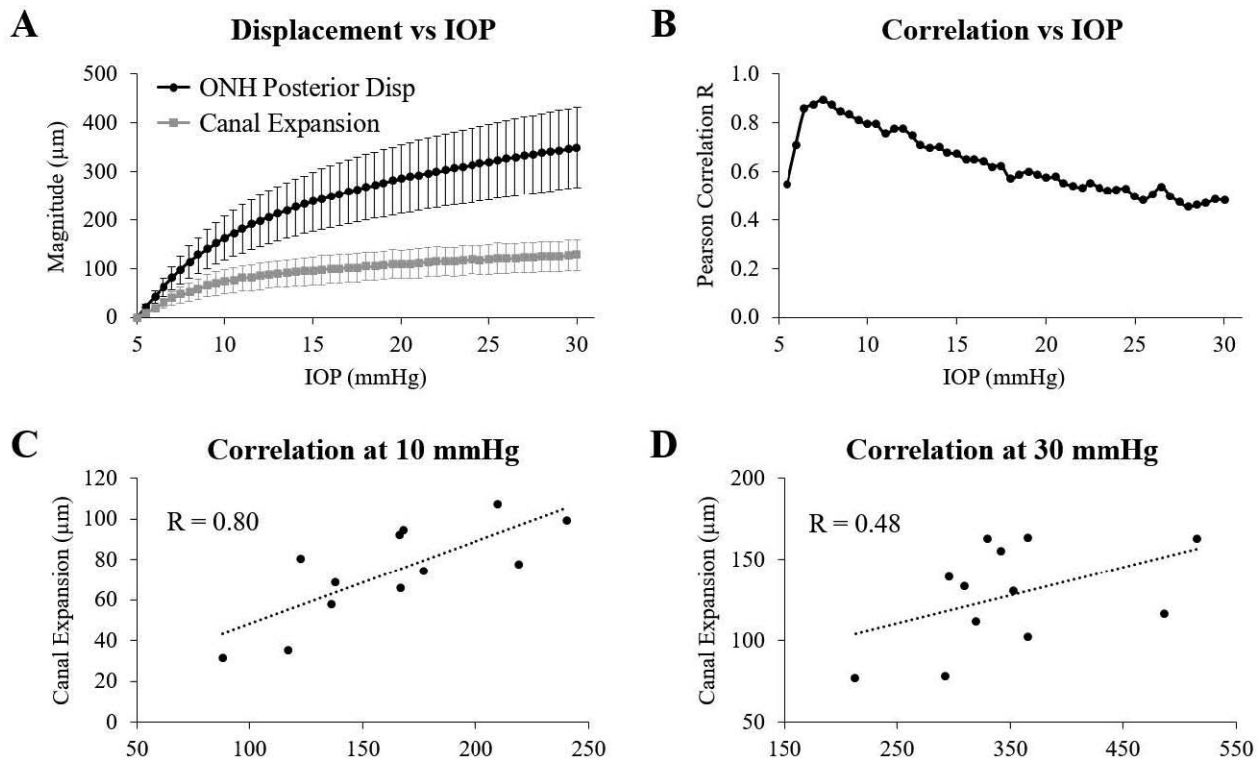 A
Displacement vs IOP
500
400
300
200
100
0
Magnitude (µm)
ONH Posterior Disp
Canal Expansion
5 10 15 20 25 30
IOP (mmHg)
B
Correlation vs IOP
1.0
0.8
0.6
0.4
0.2
0.0
Pearson Correlation R
5 10 15 20 25 30
IOP (mmHg)
C
Correlation at 10 mmHg
120
100
80
60
40
20
0
Canal Expansion (µm)
R = 0.80
50 100 150 200 250
D
Correlation at 30 mmHg
200
150
100
50
Canal Expansion (µm)
R = 0.48
150 250 350 450 550